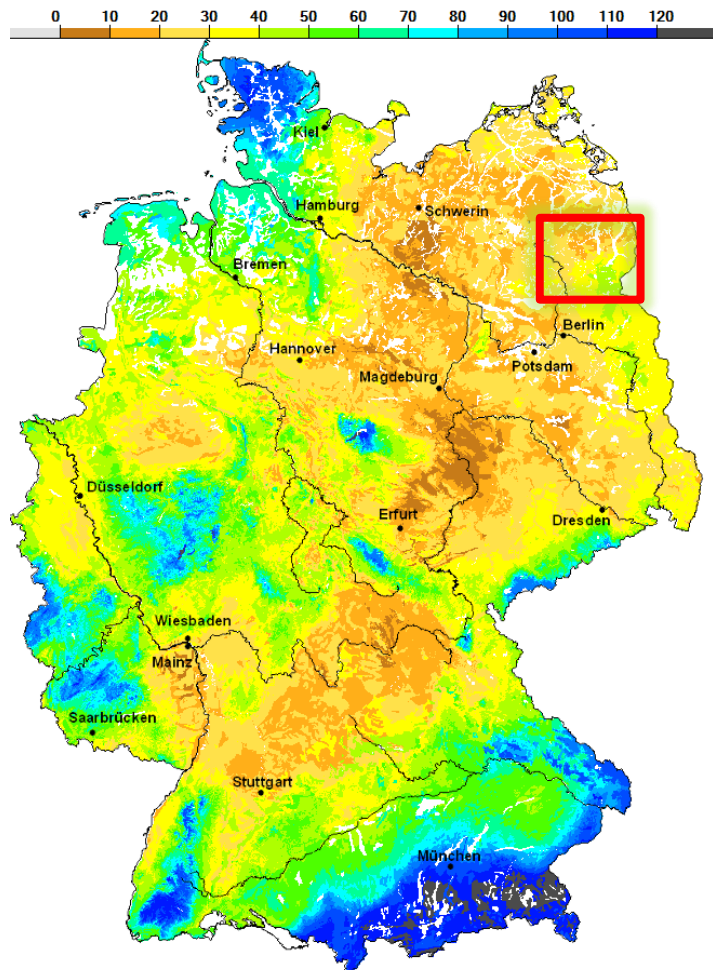 0 10 20 30 40 50 60 70 80 90 100 110 120
Kiel
Hamburg
Schwerin
Bremen
Berlin
Hannover
Potsdam
Magdeburg
Düsseldorf
Erfurt
Dresden
Wiesbaden
Mainz
Saarbrücken
Stuttgart
München